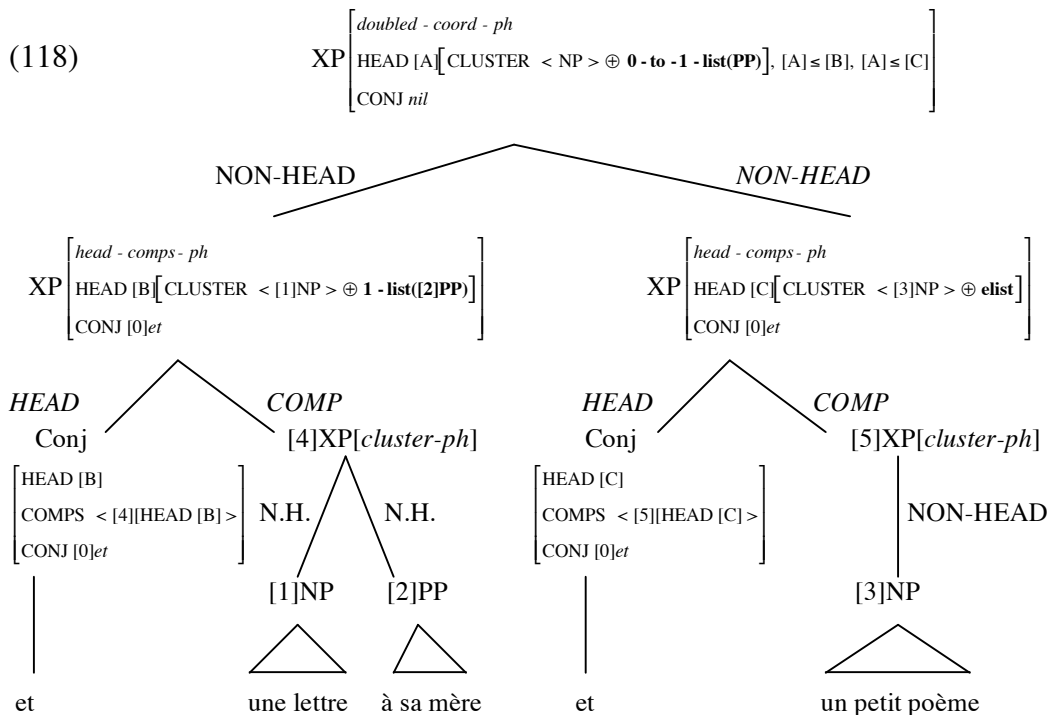 (118)
XP [doubled - coord - ph
HEAD [A][CLUSTER < NP > ⊕ 0 - to - 1 - list(PP)], [A] ≤ [B], [A] ≤ [C]
CONJ nil]
NON-HEAD NON-HEAD
XP [head - comps - ph
HEAD [B][CLUSTER < [1]NP > ⊕ 1 - list([2]PP)]
CONJ [0]et]
XP [head - comps - ph
HEAD [C][CLUSTER < [3]NP > ⊕ elist]
CONJ [0]et]
HEAD COMP HEAD COMP
Conj [4]XP[cluster-ph] Conj [5]XP[cluster-ph]
[HEAD [B]
COMPS < [4][HEAD [B] >
CONJ [0]et]
N.H. N.H.
[HEAD [C]
COMPS < [5][HEAD [C] >
CONJ [0]et]
NON-HEAD
[1]NP [2]PP [3]NP
et une lettre à sa mère et un petit poème